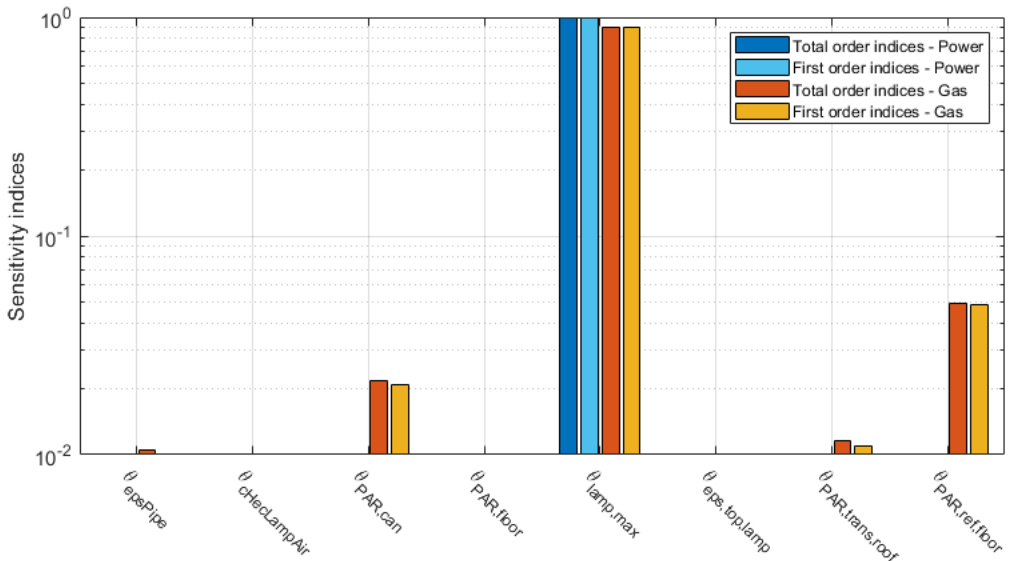 10^0
10^-1
10^-2
Sensitivity indices
Total order indices - Power
First order indices - Power
Total order indices - Gas
First order indices - Gas
θ epsPipe
θ cHecLampAir
θ PAR,can
θ PAR,floor
θ lamp,max
θ eps,top,lamp
θ PAR,trans,roof
θ PAR,ref,floor